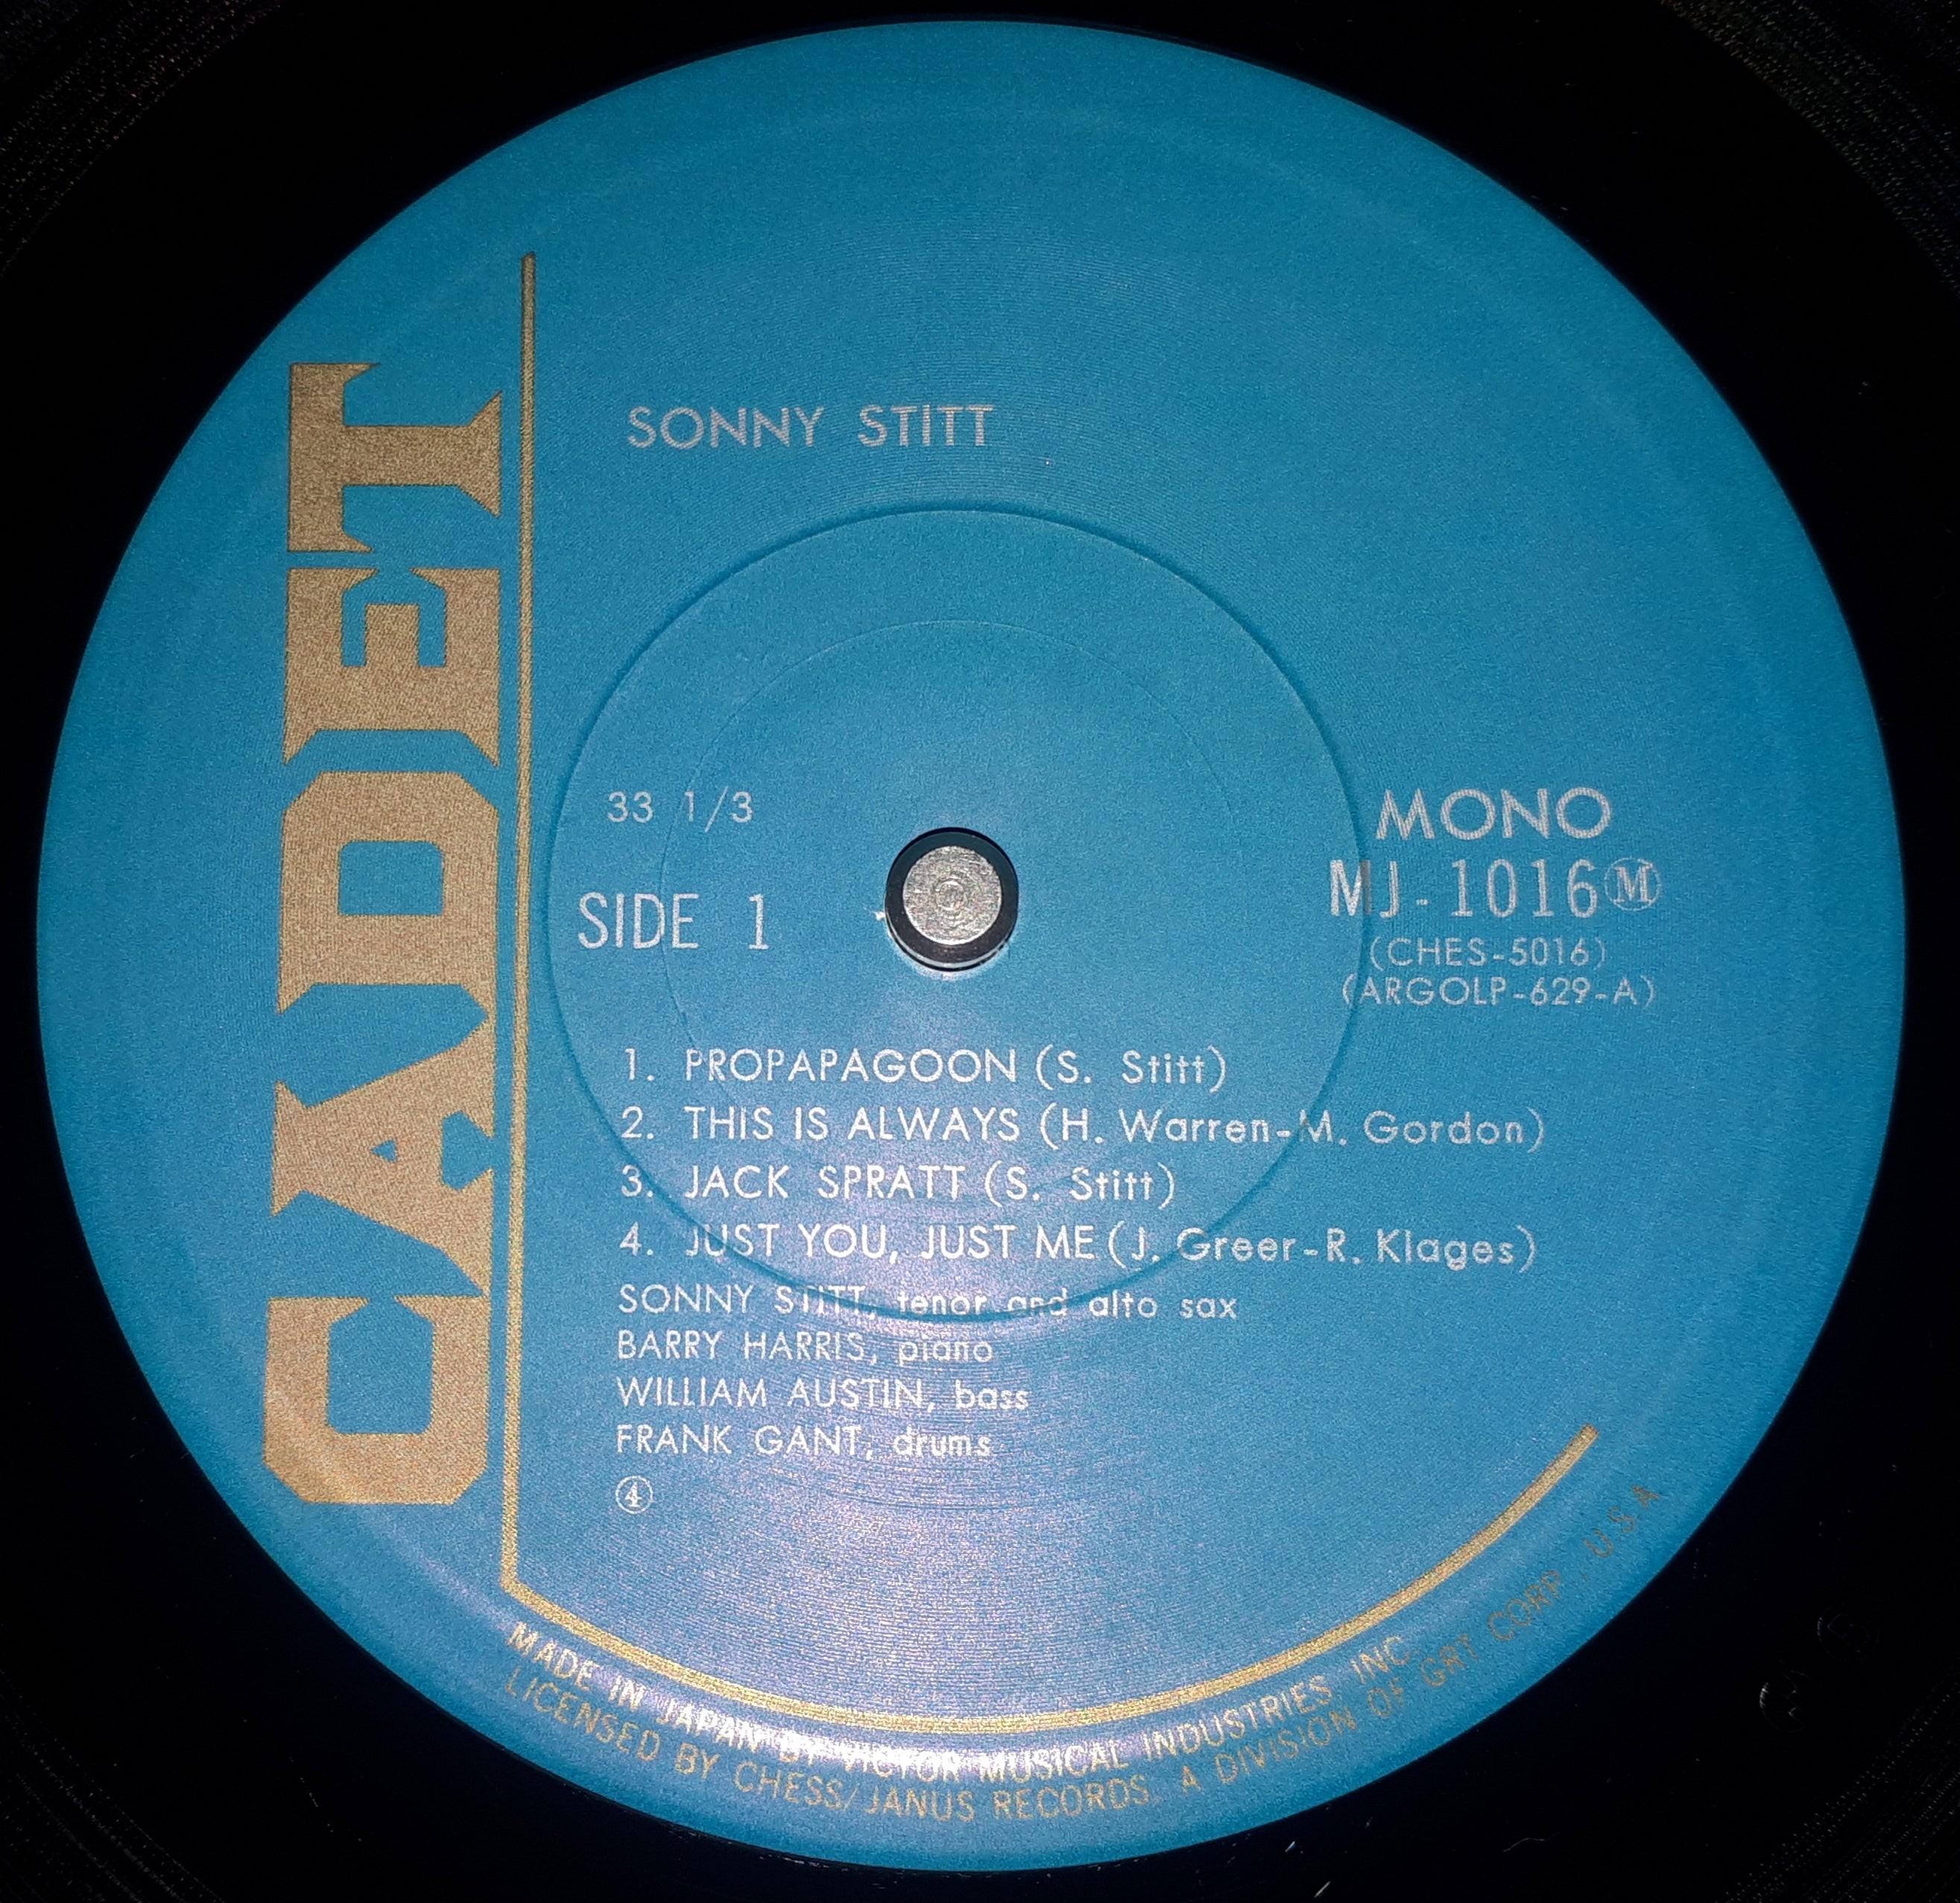 CADET
SONNY STITT
33 1/3
SIDE 1
MONO
MJ-1016Ⓜ
(CHES-5016)
(ARGOLP-629-A)
1. PROPAPAGOON (S. Stitt)
2. THIS IS ALWAYS (H. Warren-M. Gordon)
3. JACK SPRATT (S. Stitt)
4. JUST YOU, JUST ME (J. Greer-R. Klages)
SONNY STITT, tenor and alto sax
BARRY HARRIS, piano
WILLIAM AUSTIN, bass
FRANK GANT, drums
④
MADE IN JAPAN BY VICTOR MUSICAL INDUSTRIES, INC.
LICENSED BY CHESS/JANUS RECORDS, A DIVISION OF GRT CORP., U.S.A